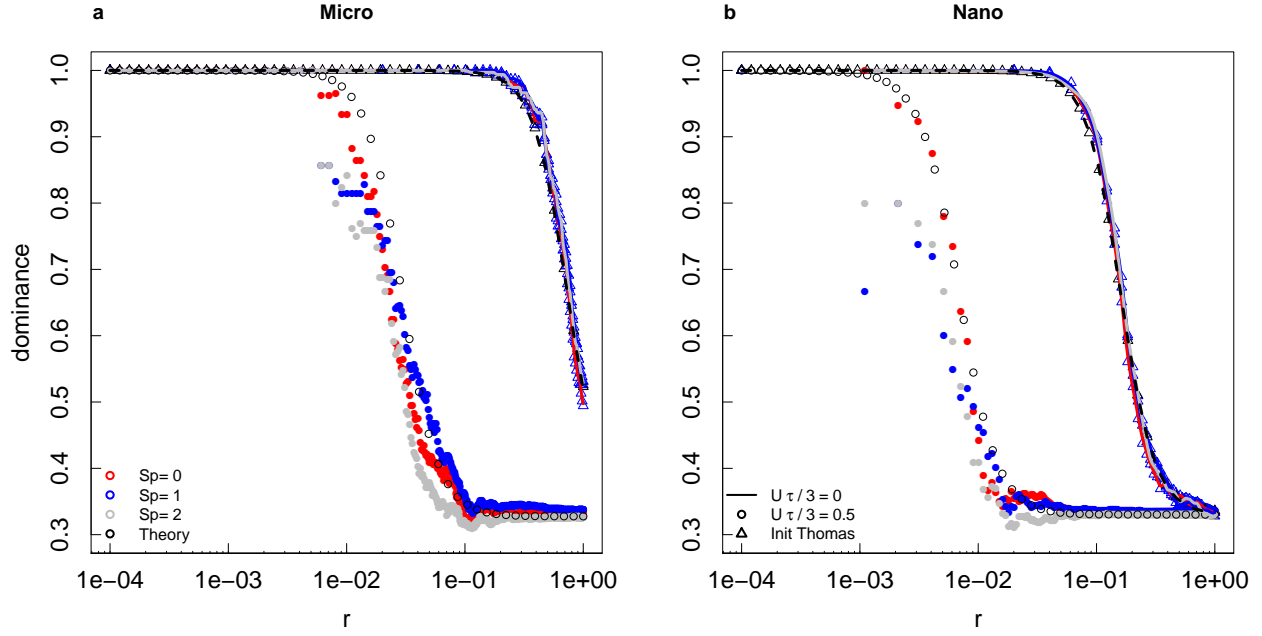 a
Micro
dominance
1.0
0.9
0.8
0.7
0.6
0.5
0.4
0.3
Sp= 0
Sp= 1
Sp= 2
Theory
1e−04
1e−03
1e−02
1e−01
1e+00
r
b
Nano
1.0
0.9
0.8
0.7
0.6
0.5
0.4
0.3
U τ / 3 = 0
U τ / 3 = 0.5
Init Thomas
1e−04
1e−03
1e−02
1e−01
1e+00
r